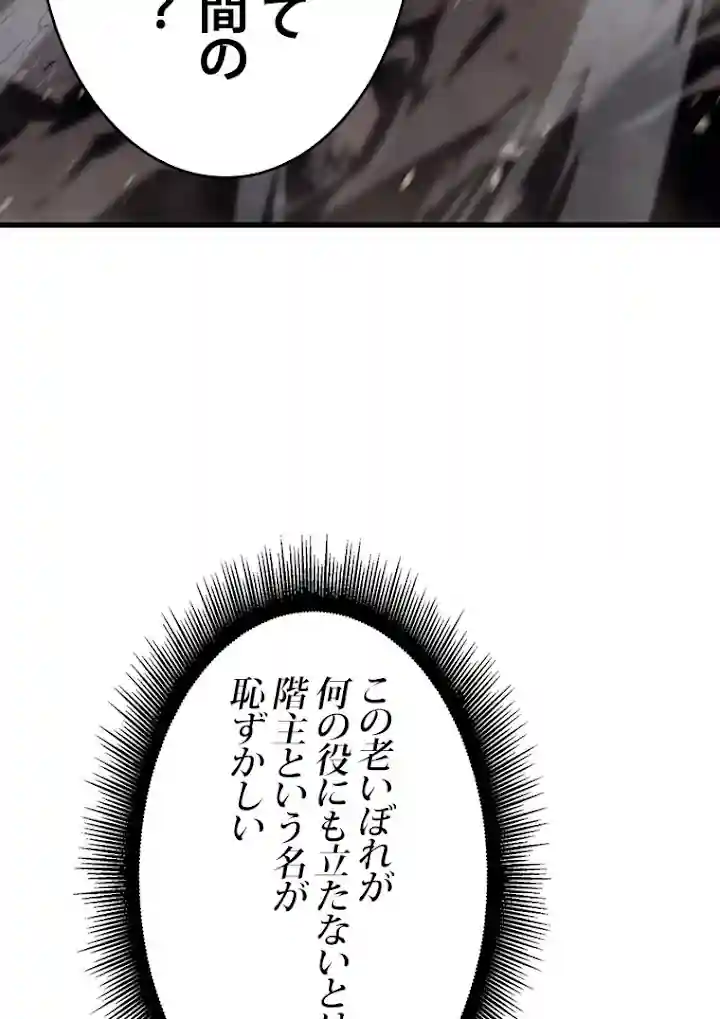 て
間の
？
この老いぼれが
何の役にも立たないとは
階主という名が
恥ずかしい